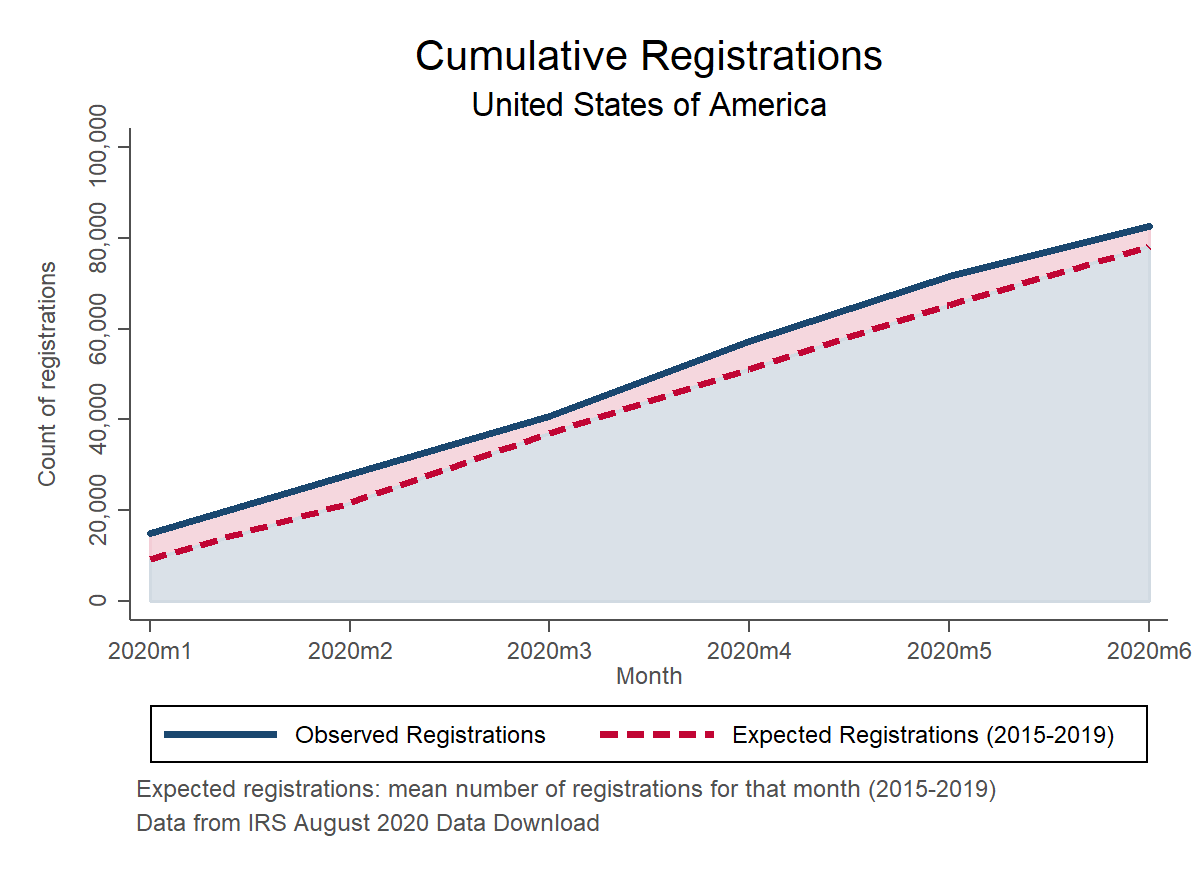 Cumulative Registrations
United States of America
Count of registrations
100,000
80,000
60,000
40,000
20,000
0
2020m1 2020m2 2020m3 2020m4 2020m5 2020m6
Month
Observed Registrations Expected Registrations (2015-2019)
Expected registrations: mean number of registrations for that month (2015-2019)
Data from IRS August 2020 Data Download